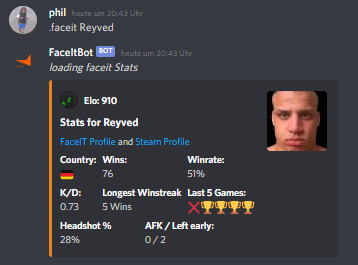 phil heute um 20:43 Uhr
.faceit Reyved
FaceItBot BOT heute um 20:43 Uhr
loading faceit Stats
Elo: 910
Stats for Reyved
FaceIT Profile and Steam Profile
Country: Wins: Winrate:
76 51%
K/D: Longest Winstreak Last 5 Games:
0.73 5 Wins
Headshot % AFK / Left early:
28% 0 / 2